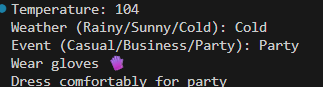 Temperature: 104
Weather (Rainy/Sunny/Cold): Cold
Event (Casual/Business/Party): Party
Wear gloves 🧤
Dress comfortably for party